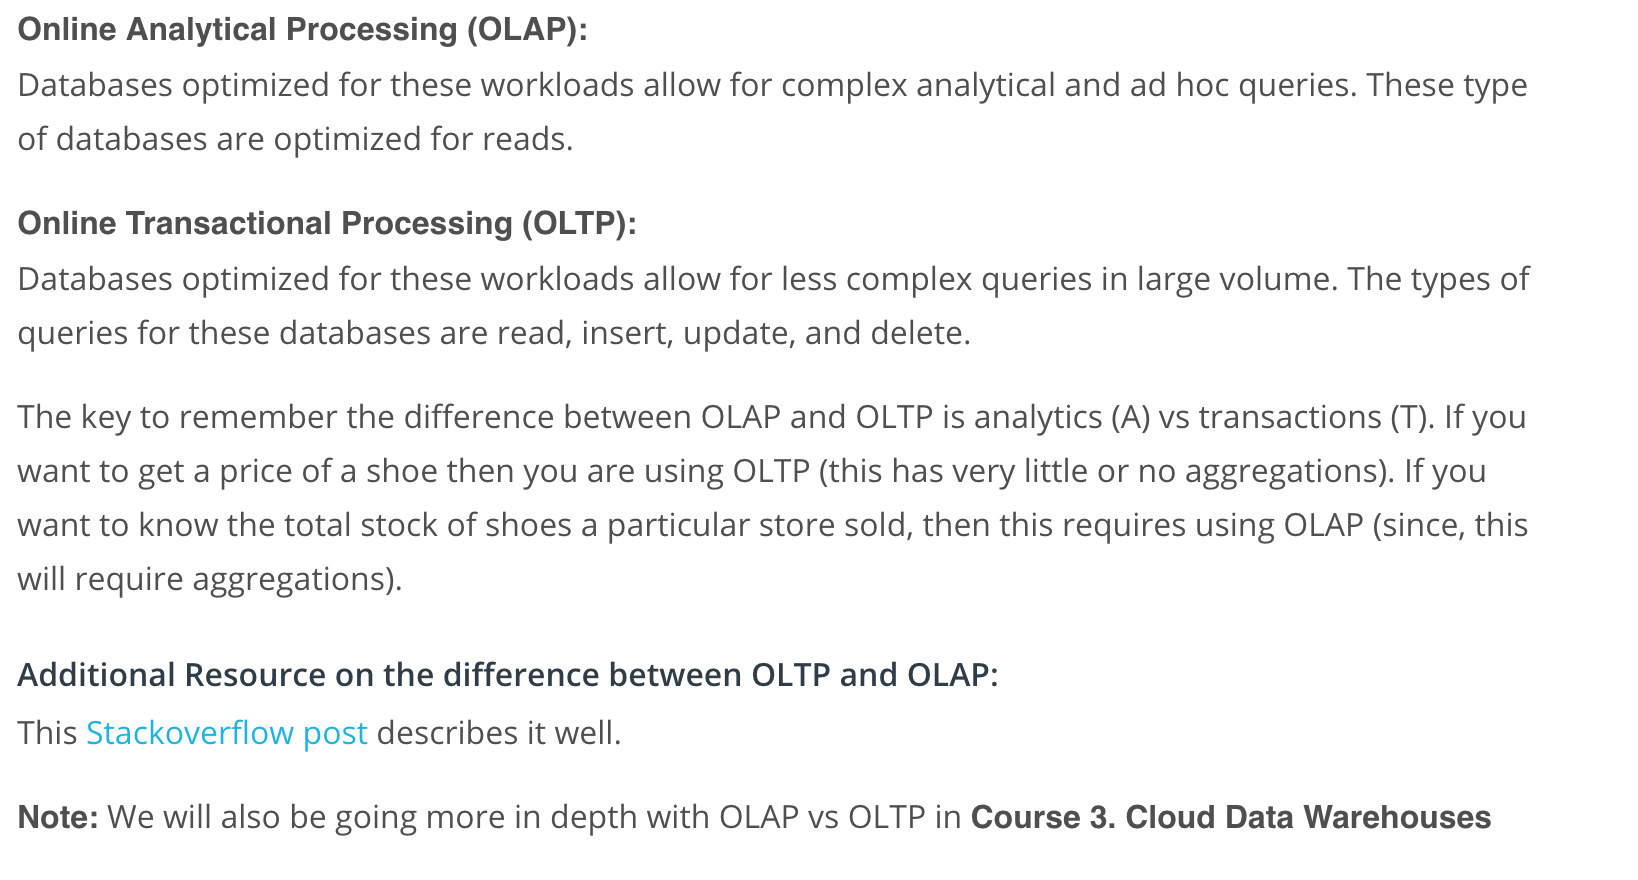 Online Analytical Processing (OLAP):
Databases optimized for these workloads allow for complex analytical and ad hoc queries. These type
of databases are optimized for reads.
Online Transactional Processing (OLTP):
Databases optimized for these workloads allow for less complex queries in large volume. The types of
queries for these databases are read, insert, update, and delete.
The key to remember the difference between OLAP and OLTP is analytics (A) vs transactions (T). If you
want to get a price of a shoe then you are using OLTP (this has very little or no aggregations). If you
want to know the total stock of shoes a particular store sold, then this requires using OLAP (since, this
will require aggregations).
Additional Resource on the difference between OLTP and OLAP:
This Stackoverflow post describes it well.
Note: We will also be going more in depth with OLAP vs OLTP in Course 3. Cloud Data Warehouses